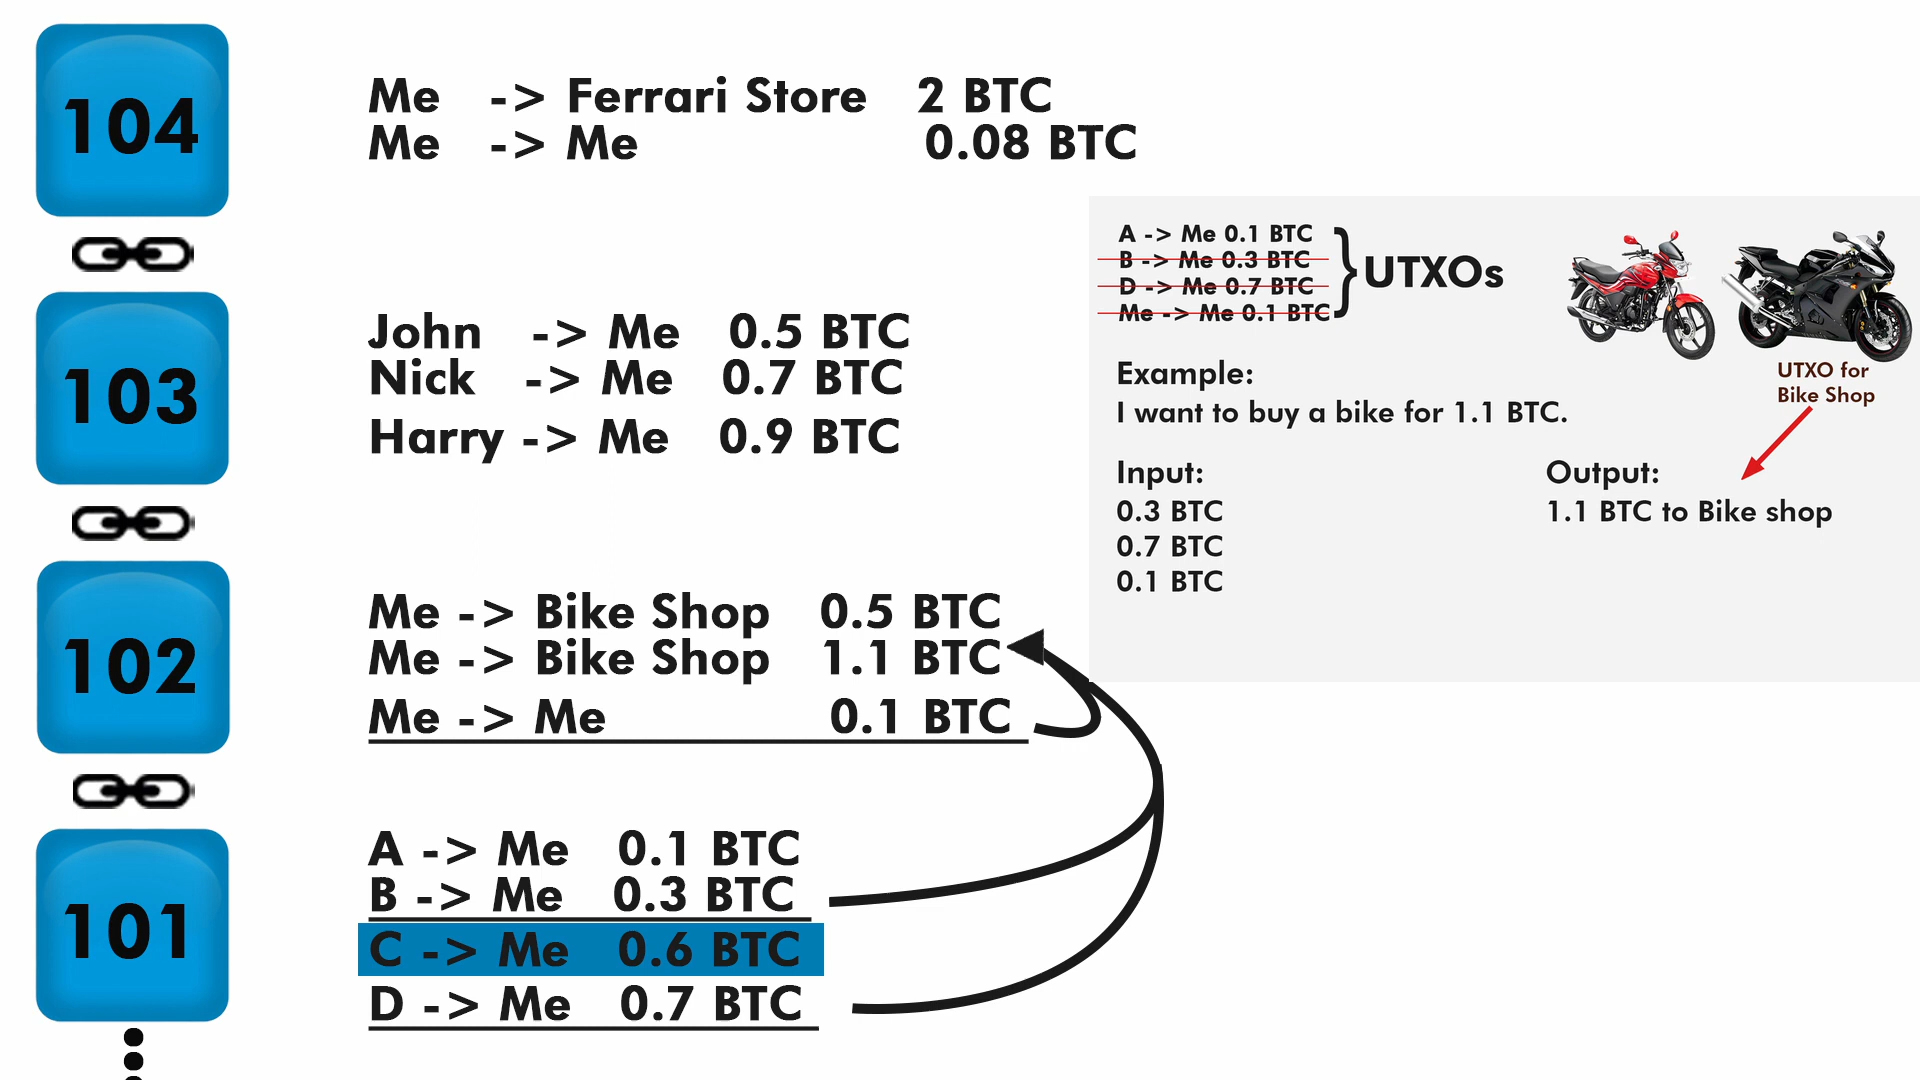 104
Me -> Ferrari Store 2 BTC
Me -> Me 0.08 BTC
103
John -> Me 0.5 BTC
Nick -> Me 0.7 BTC
Harry -> Me 0.9 BTC
102
Me -> Bike Shop 0.5 BTC
Me -> Bike Shop 1.1 BTC
Me -> Me 0.1 BTC
101
A -> Me 0.1 BTC
B -> Me 0.3 BTC
C -> Me 0.6 BTC
D -> Me 0.7 BTC
A -> Me 0.1 BTC
B -> Me 0.3 BTC
D -> Me 0.7 BTC
Me -> Me 0.1 BTC
UTXOs
UTXO for
Bike Shop
Example:
I want to buy a bike for 1.1 BTC.
Input:
0.3 BTC
0.7 BTC
0.1 BTC
Output:
1.1 BTC to Bike shop